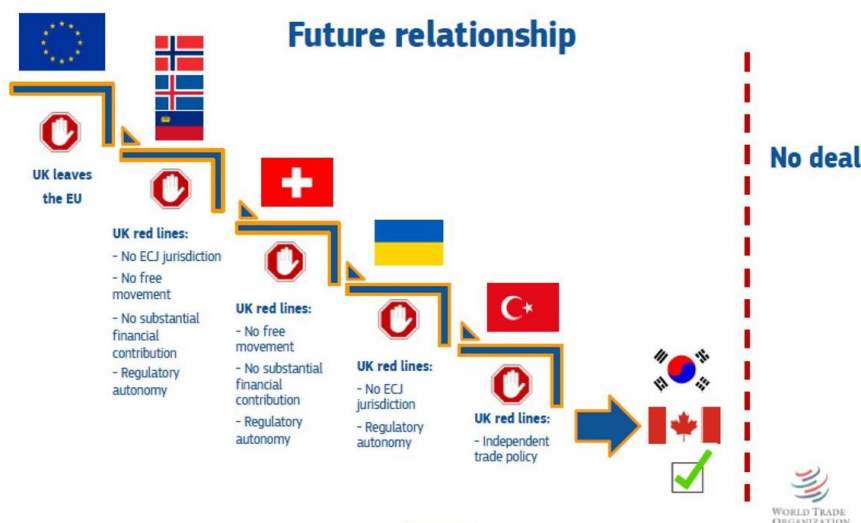 Future relationship
UK leaves
the EU
UK red lines:
- No ECJ jurisdiction
- No free
movement
- No substantial
financial
contribution
- Regulatory
autonomy
UK red lines:
- No free
movement
- No substantial
financial
contribution
- Regulatory
autonomy
UK red lines:
- No ECJ
jurisdiction
- Regulatory
autonomy
UK red lines:
- Independent
trade policy
No deal
WORLD TRADE
ORGANIZATION